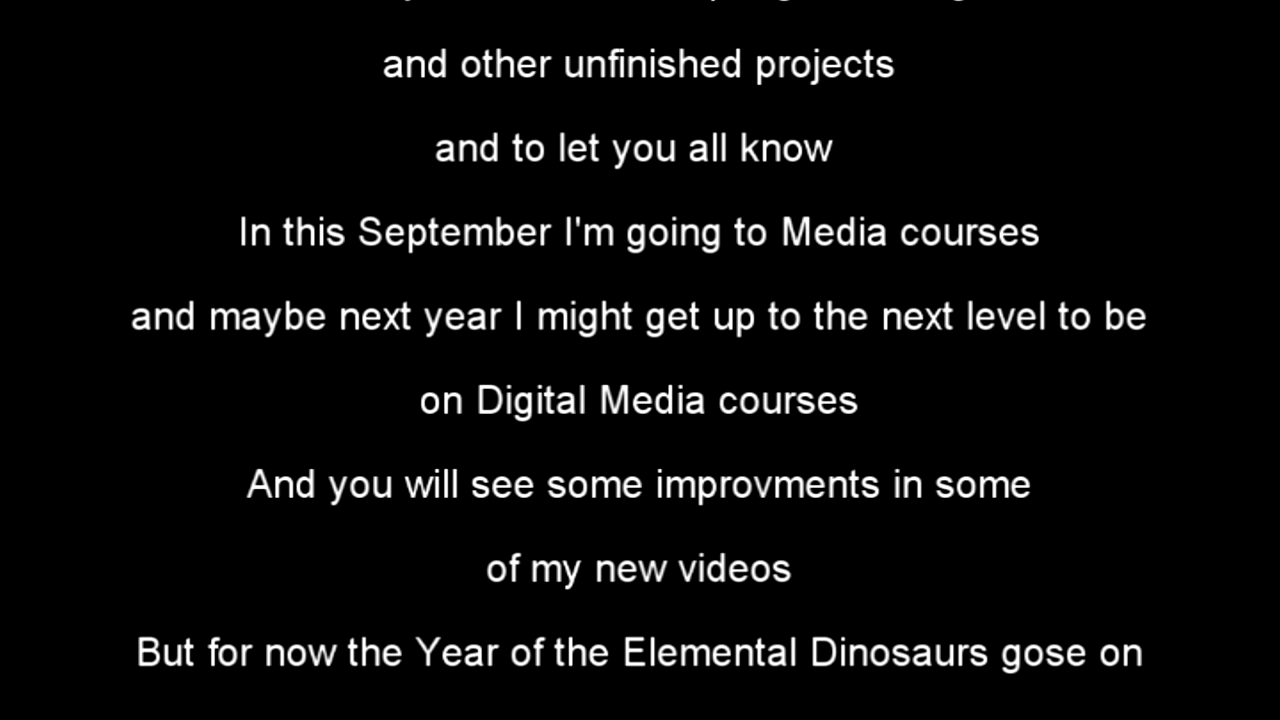 and other unfinished projects
and to let you all know
In this September I'm going to Media courses
and maybe next year I might get up to the next level to be
on Digital Media courses
And you will see some improvments in some
of my new videos
But for now the Year of the Elemental Dinosaurs gose on